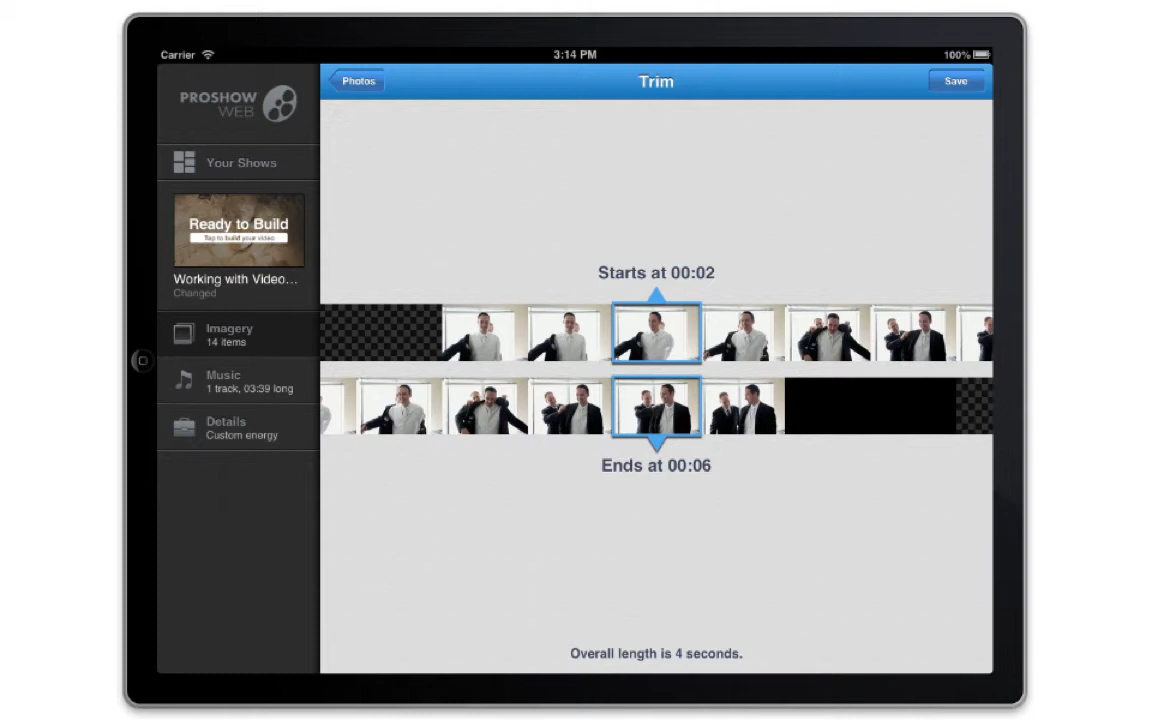 Carrier
3:14 PM
100%
PROSHOW
WEB
Photos
Trim
Save
Your Shows
Ready to Build
Tap to build your video
Working with Video...
Changed
Imagery
14 items
Music
1 track, 03:39 long
Details
Custom energy
Starts at 00:02
Ends at 00:06
Overall length is 4 seconds.